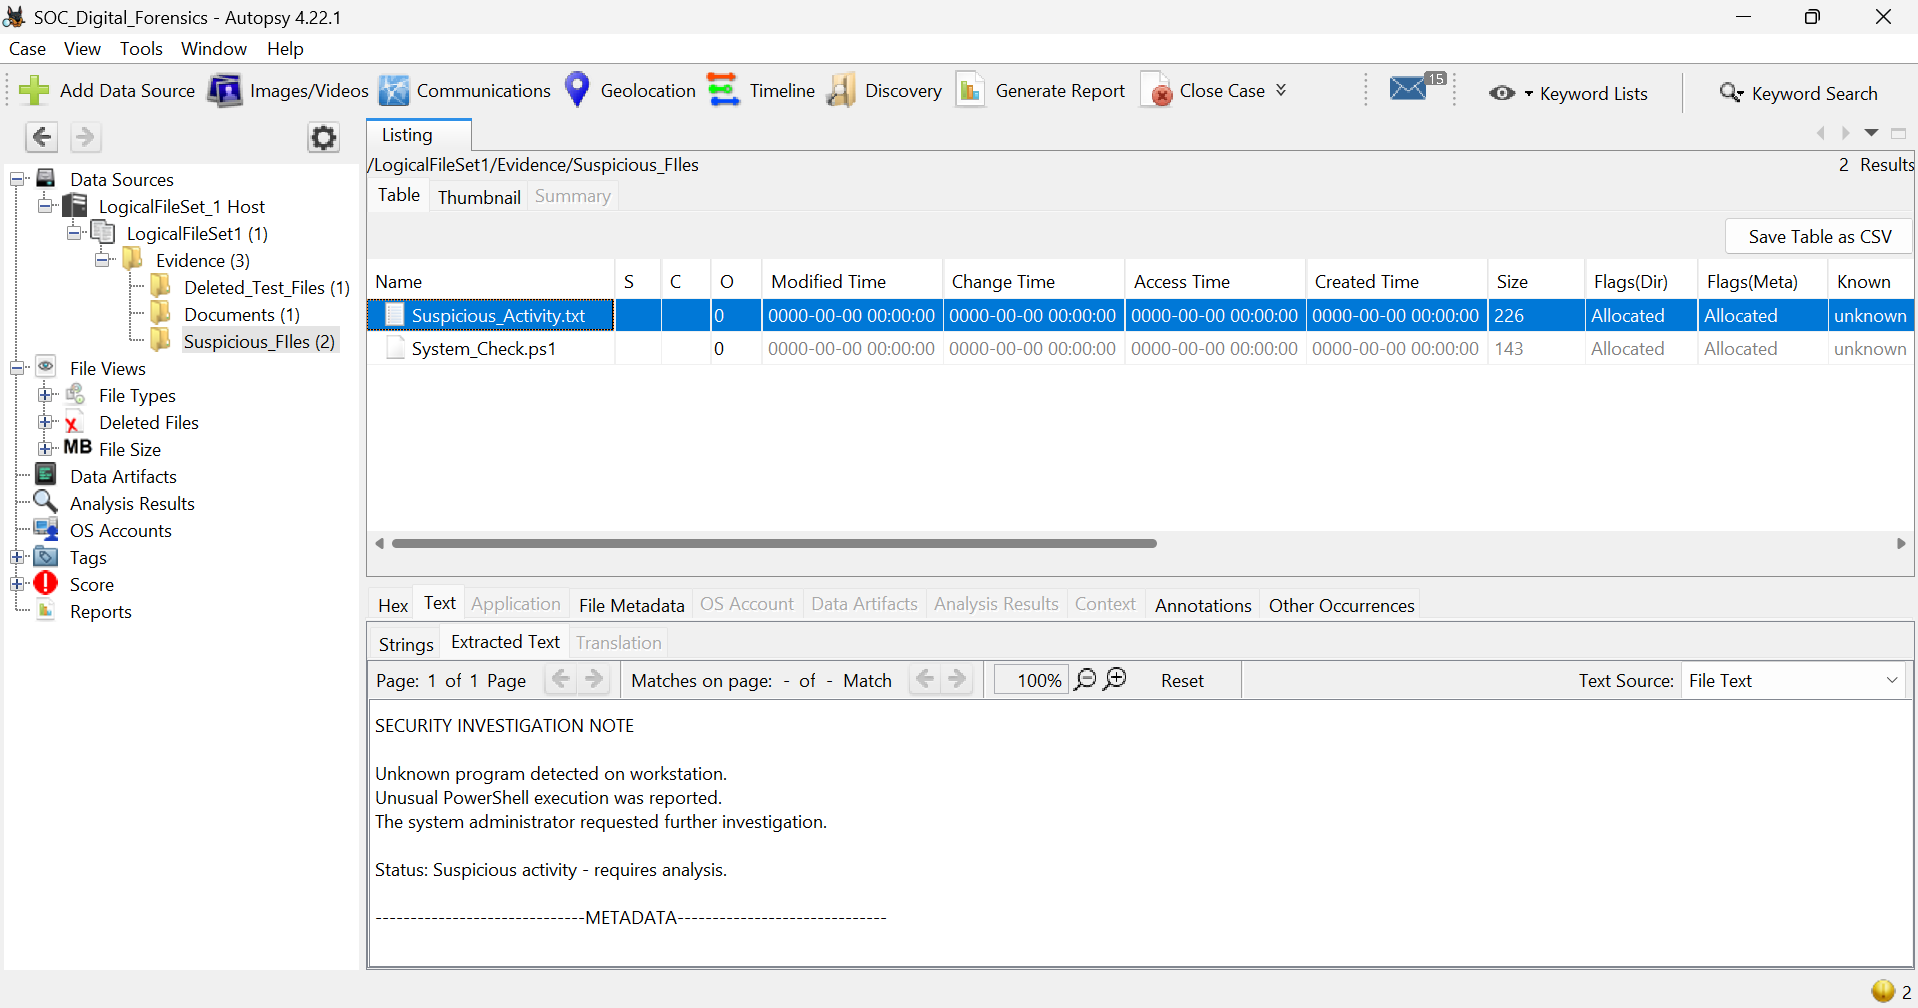 SOC_Digital_Forensics - Autopsy 4.22.1
Case View Tools Window Help
Add Data Source Images/Videos Communications Geolocation Timeline Discovery Generate Report Close Case 15 Keyword Lists Keyword Search
Listing
/LogicalFileSet1/Evidence/Suspicious_FIles 2 Results
Table Thumbnail Summary
Save Table as CSV
Data Sources
LogicalFileSet_1 Host
LogicalFileSet1 (1)
Evidence (3)
Deleted_Test_Files (1)
Documents (1)
Suspicious_FIles (2)
File Views
File Types
Deleted Files
MB File Size
Data Artifacts
Analysis Results
OS Accounts
Tags
Score
Reports
Name S C O Modified Time Change Time Access Time Created Time Size Flags(Dir) Flags(Meta) Known
Suspicious_Activity.txt 0 0000-00-00 00:00:00 0000-00-00 00:00:00 0000-00-00 00:00:00 0000-00-00 00:00:00 226 Allocated Allocated unknown
System_Check.ps1 0 0000-00-00 00:00:00 0000-00-00 00:00:00 0000-00-00 00:00:00 0000-00-00 00:00:00 143 Allocated Allocated unknown
Hex Text Application File Metadata OS Account Data Artifacts Analysis Results Context Annotations Other Occurrences
Strings Extracted Text Translation
Page: 1 of 1 Page Matches on page: - of - Match 100% Reset Text Source: File Text
SECURITY INVESTIGATION NOTE
Unknown program detected on workstation.
Unusual PowerShell execution was reported.
The system administrator requested further investigation.
Status: Suspicious activity - requires analysis.
------------------------------METADATA------------------------------
2